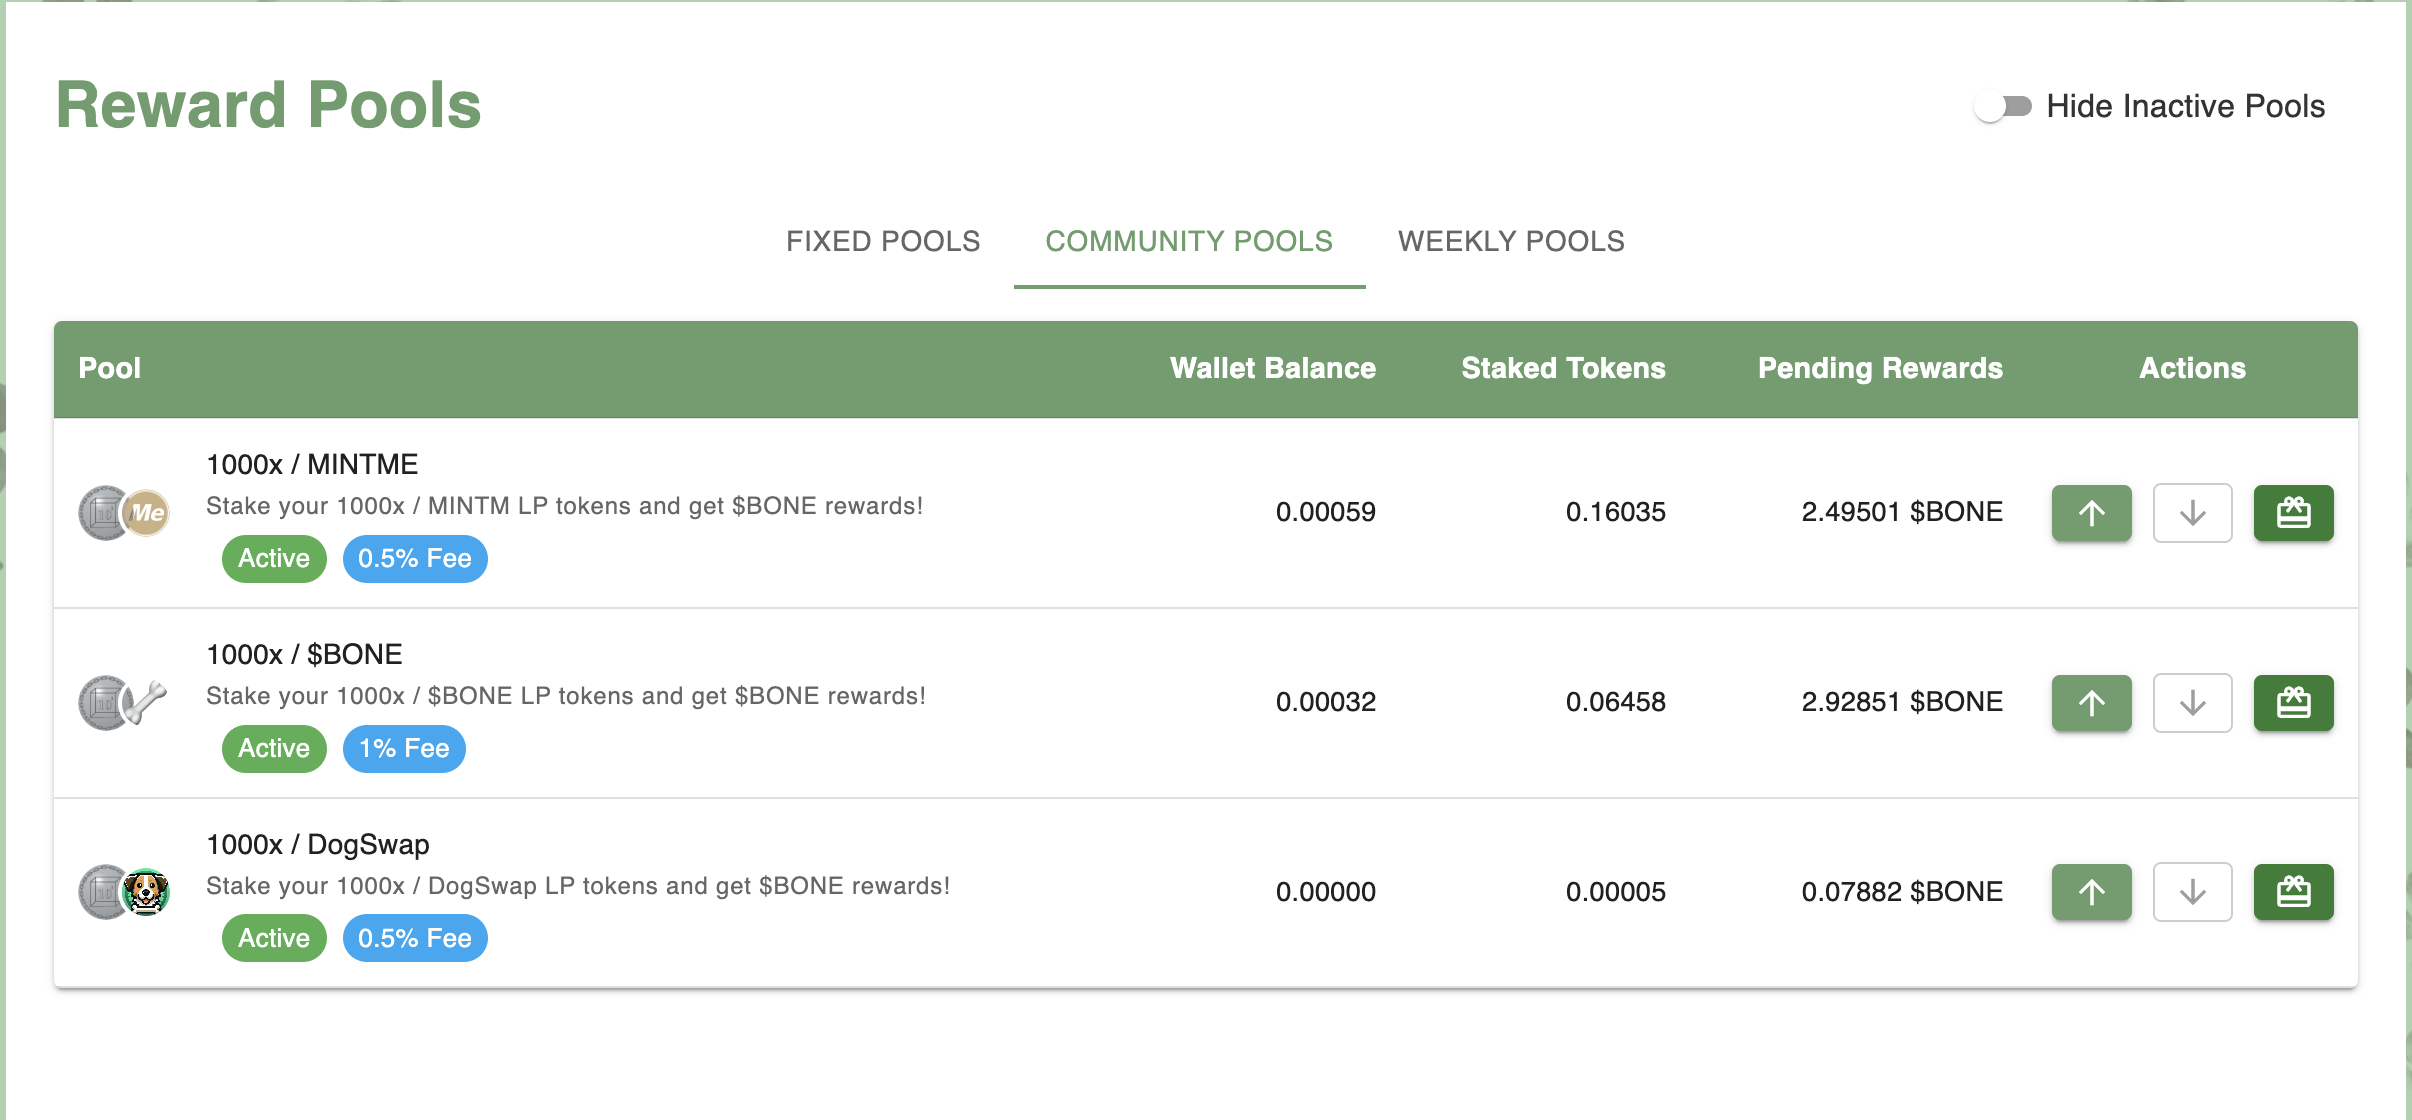 Reward Pools
Hide Inactive Pools
FIXED POOLS COMMUNITY POOLS WEEKLY POOLS
Pool Wallet Balance Staked Tokens Pending Rewards Actions
1000x / MINTME
Stake your 1000x / MINTM LP tokens and get $BONE rewards!
Me
0.00059 0.16035 2.49501 $BONE
Active 0.5% Fee
1000x / $BONE
Stake your 1000x / $BONE LP tokens and get $BONE rewards!
0.00032 0.06458 2.92851 $BONE
Active 1% Fee
1000x / DogSwap
Stake your 1000x / DogSwap LP tokens and get $BONE rewards!
0.00000 0.00005 0.07882 $BONE
Active 0.5% Fee